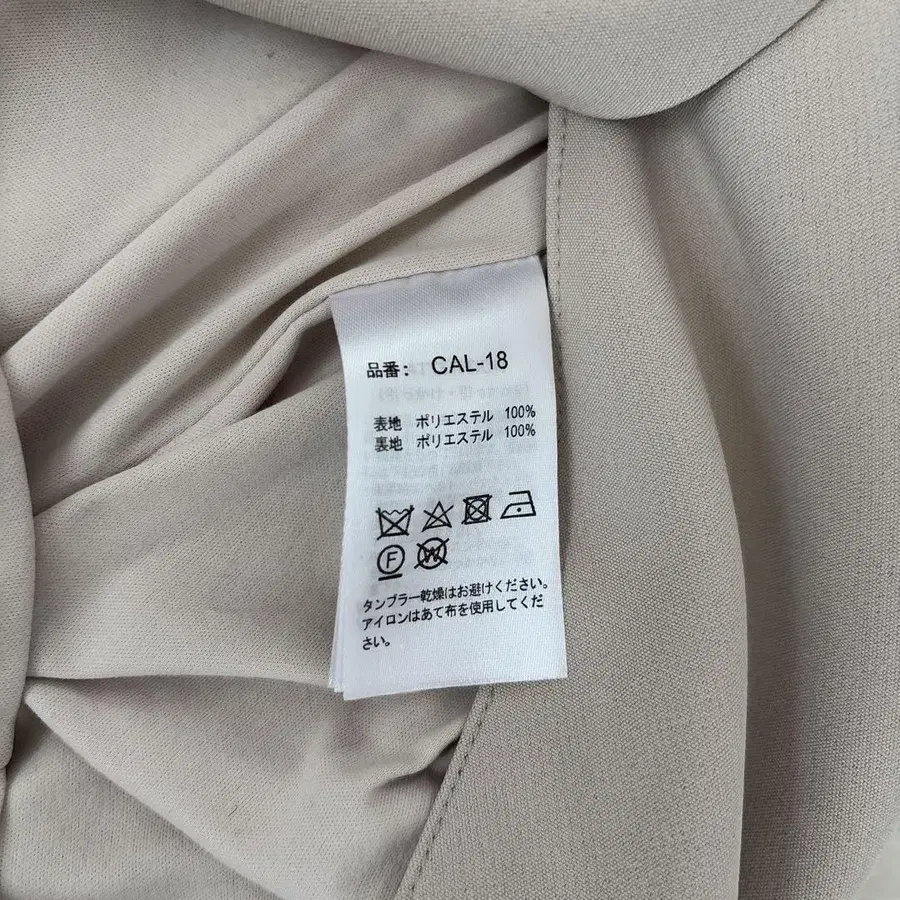 品番: CAL-18
表地 ポリエステル 100%
裏地 ポリエステル 100%
F W
タンブラー乾燥はお避けください。
アイロンはあて布を使用してくだ
さい。